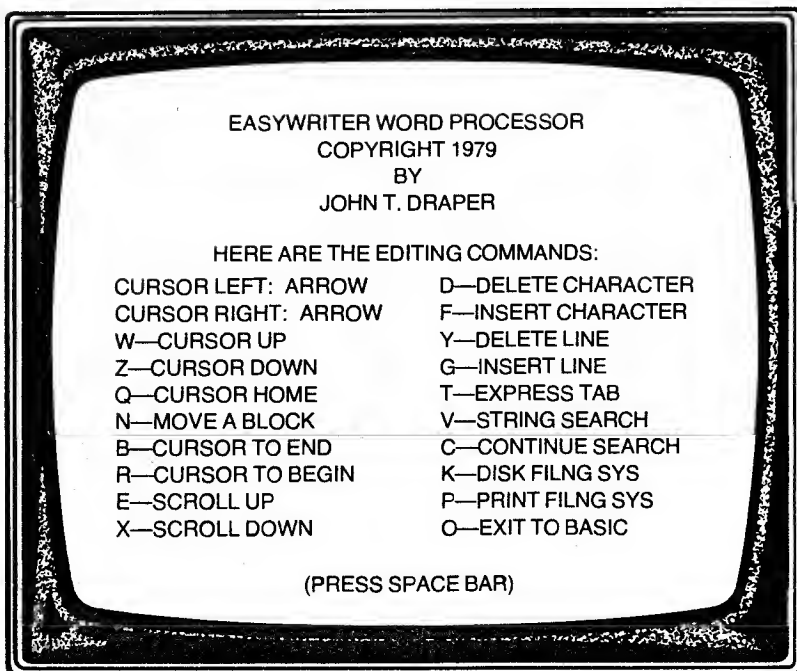 EASYWRITER WORD PROCESSOR
COPYRIGHT 1979
BY
JOHN T. DRAPER
HERE ARE THE EDITING COMMANDS:
CURSOR LEFT: ARROW
CURSOR RIGHT: ARROW
W—CURSOR UP
Z—CURSOR DOWN
Q—CURSOR HOME
N—MOVE A BLOCK
B—CURSOR TO END
R—CURSOR TO BEGIN
E—SCROLL UP
X—SCROLL DOWN
D—DELETE CHARACTER
F—INSERT CHARACTER
Y—DELETE LINE
G—INSERT LINE
T—EXPRESS TAB
V—STRING SEARCH
C—CONTINUE SEARCH
K—DISK FILNG SYS
P—PRINT FILNG SYS
O—EXIT TO BASIC
(PRESS SPACE BAR)